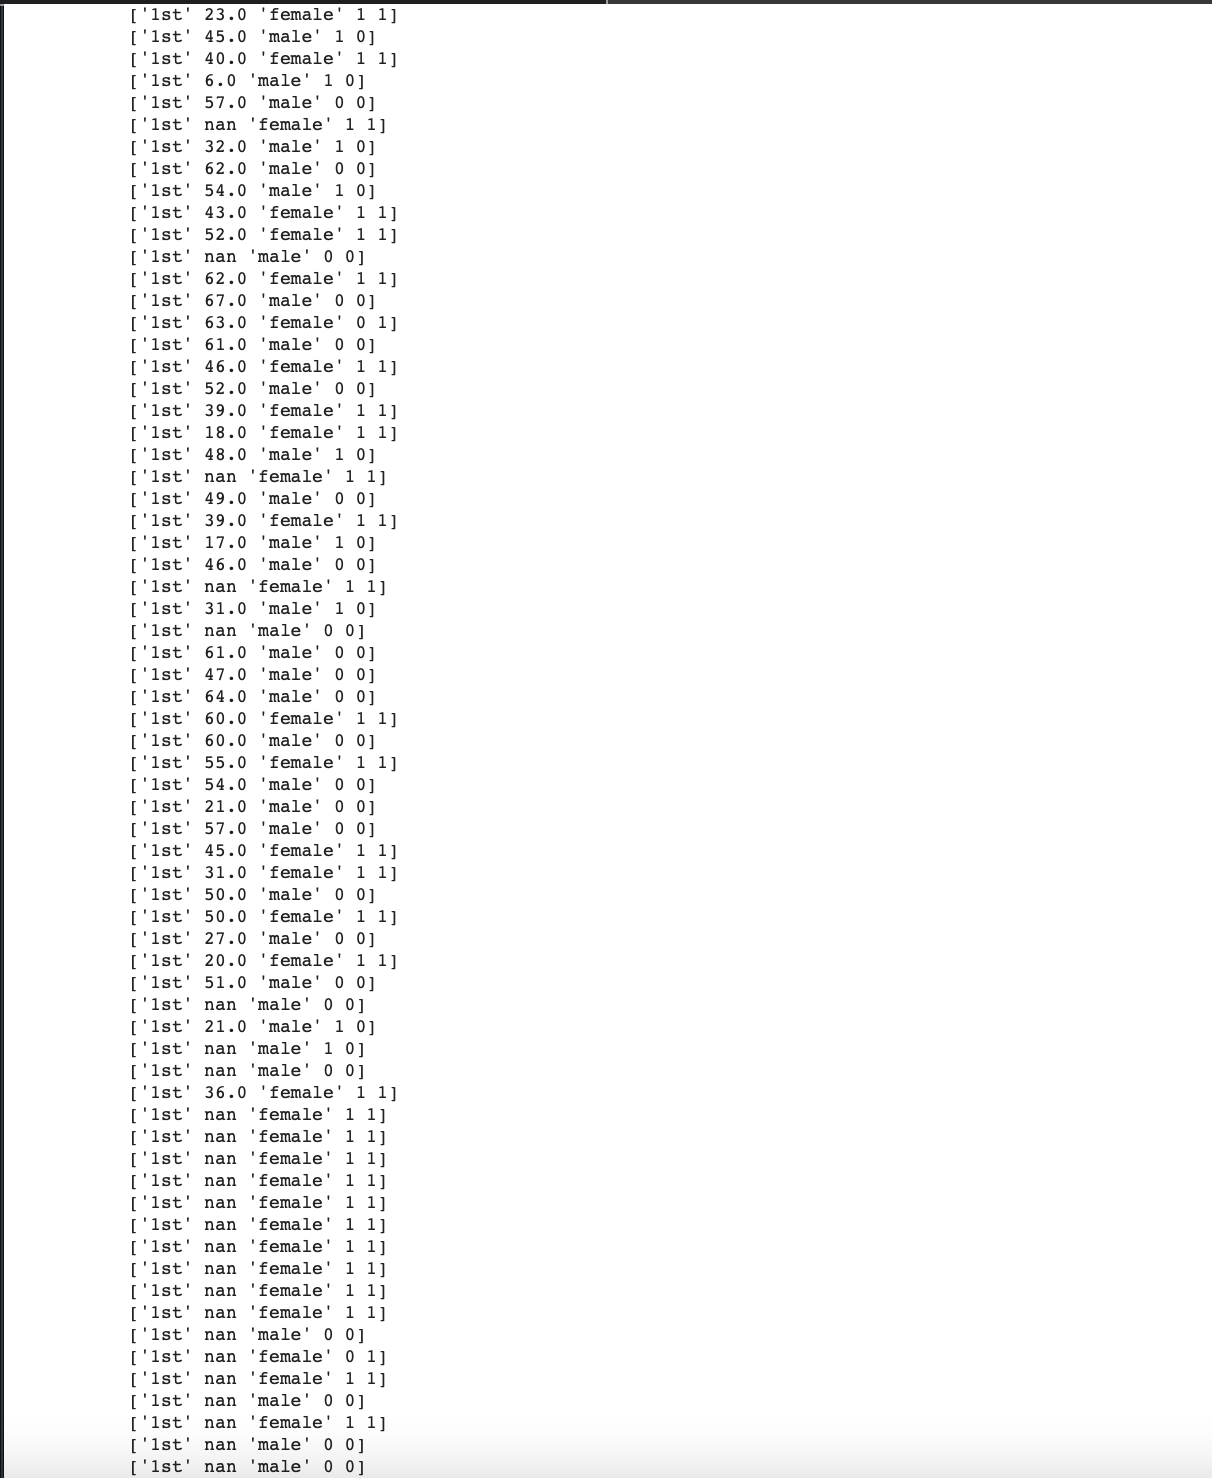 ['1st' 23.0 'female' 1 1]
['1st' 45.0 'male' 1 0]
['1st' 40.0 'female' 1 1]
['1st' 6.0 'male' 1 0]
['1st' 57.0 'male' 0 0]
['1st' nan 'female' 1 1]
['1st' 32.0 'male' 1 0]
['1st' 62.0 'male' 0 0]
['1st' 54.0 'male' 1 0]
['1st' 43.0 'female' 1 1]
['1st' 52.0 'female' 1 1]
['1st' nan 'male' 0 0]
['1st' 62.0 'female' 1 1]
['1st' 67.0 'male' 0 0]
['1st' 63.0 'female' 0 1]
['1st' 61.0 'male' 0 0]
['1st' 46.0 'female' 1 1]
['1st' 52.0 'male' 0 0]
['1st' 39.0 'female' 1 1]
['1st' 18.0 'female' 1 1]
['1st' 48.0 'male' 1 0]
['1st' nan 'female' 1 1]
['1st' 49.0 'male' 0 0]
['1st' 39.0 'female' 1 1]
['1st' 17.0 'male' 1 0]
['1st' 46.0 'male' 0 0]
['1st' nan 'female' 1 1]
['1st' 31.0 'male' 1 0]
['1st' nan 'male' 0 0]
['1st' 61.0 'male' 0 0]
['1st' 47.0 'male' 0 0]
['1st' 64.0 'male' 0 0]
['1st' 60.0 'female' 1 1]
['1st' 60.0 'male' 0 0]
['1st' 55.0 'female' 1 1]
['1st' 54.0 'male' 0 0]
['1st' 21.0 'male' 0 0]
['1st' 57.0 'male' 0 0]
['1st' 45.0 'female' 1 1]
['1st' 31.0 'female' 1 1]
['1st' 50.0 'male' 0 0]
['1st' 50.0 'female' 1 1]
['1st' 27.0 'male' 0 0]
['1st' 20.0 'female' 1 1]
['1st' 51.0 'male' 0 0]
['1st' nan 'male' 0 0]
['1st' 21.0 'male' 1 0]
['1st' nan 'male' 1 0]
['1st' nan 'male' 0 0]
['1st' 36.0 'female' 1 1]
['1st' nan 'female' 1 1]
['1st' nan 'female' 1 1]
['1st' nan 'female' 1 1]
['1st' nan 'female' 1 1]
['1st' nan 'female' 1 1]
['1st' nan 'female' 1 1]
['1st' nan 'female' 1 1]
['1st' nan 'female' 1 1]
['1st' nan 'female' 1 1]
['1st' nan 'female' 1 1]
['1st' nan 'male' 0 0]
['1st' nan 'female' 0 1]
['1st' nan 'female' 1 1]
['1st' nan 'male' 0 0]
['1st' nan 'female' 1 1]
['1st' nan 'male' 0 0]
['1st' nan 'male' 0 0]